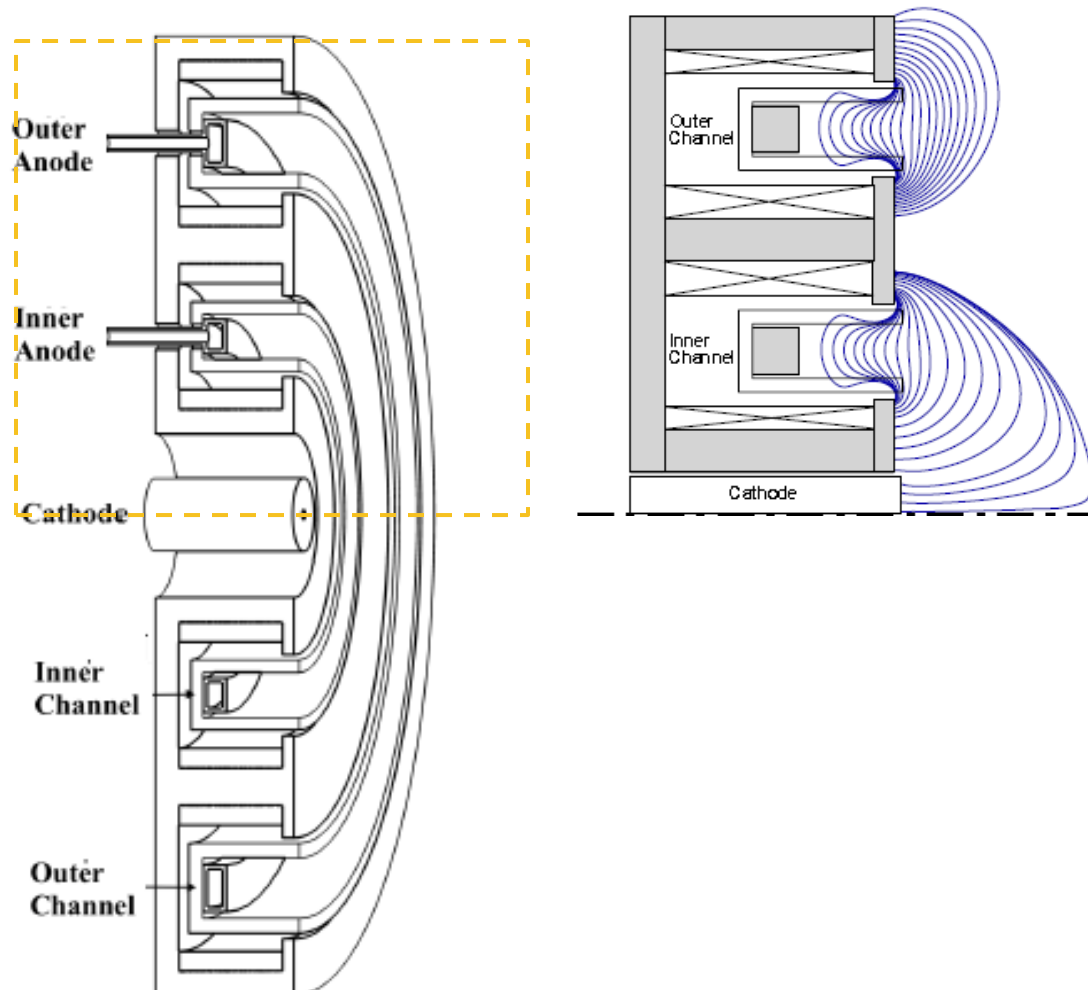 Outer
Anode
Inner
Anode
Cathode
Inner
Channel
Outer
Channel
Outer
Channel
Inner
Channel
Cathode